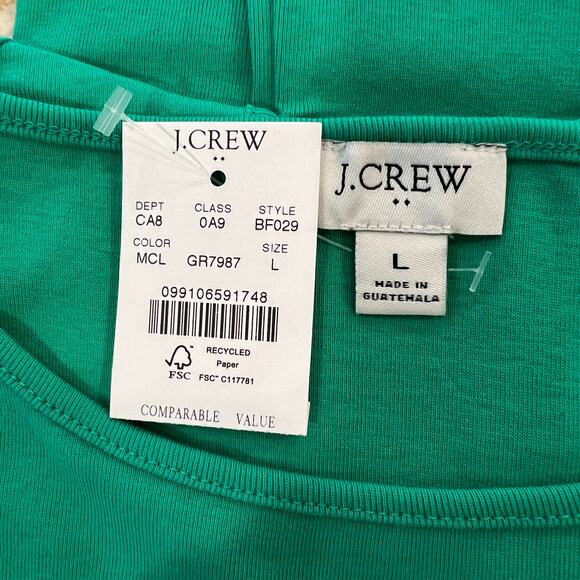 J.CREW
DEPT CLASS STYLE
CA8 0A9 BF029
COLOR SIZE
MCL GR7987 L
099106591748
RECYCLED
Paper
FSC
FSC™ C117781
COMPARABLE VALUE
J.CREW
L
MADE IN
GUATEMALA